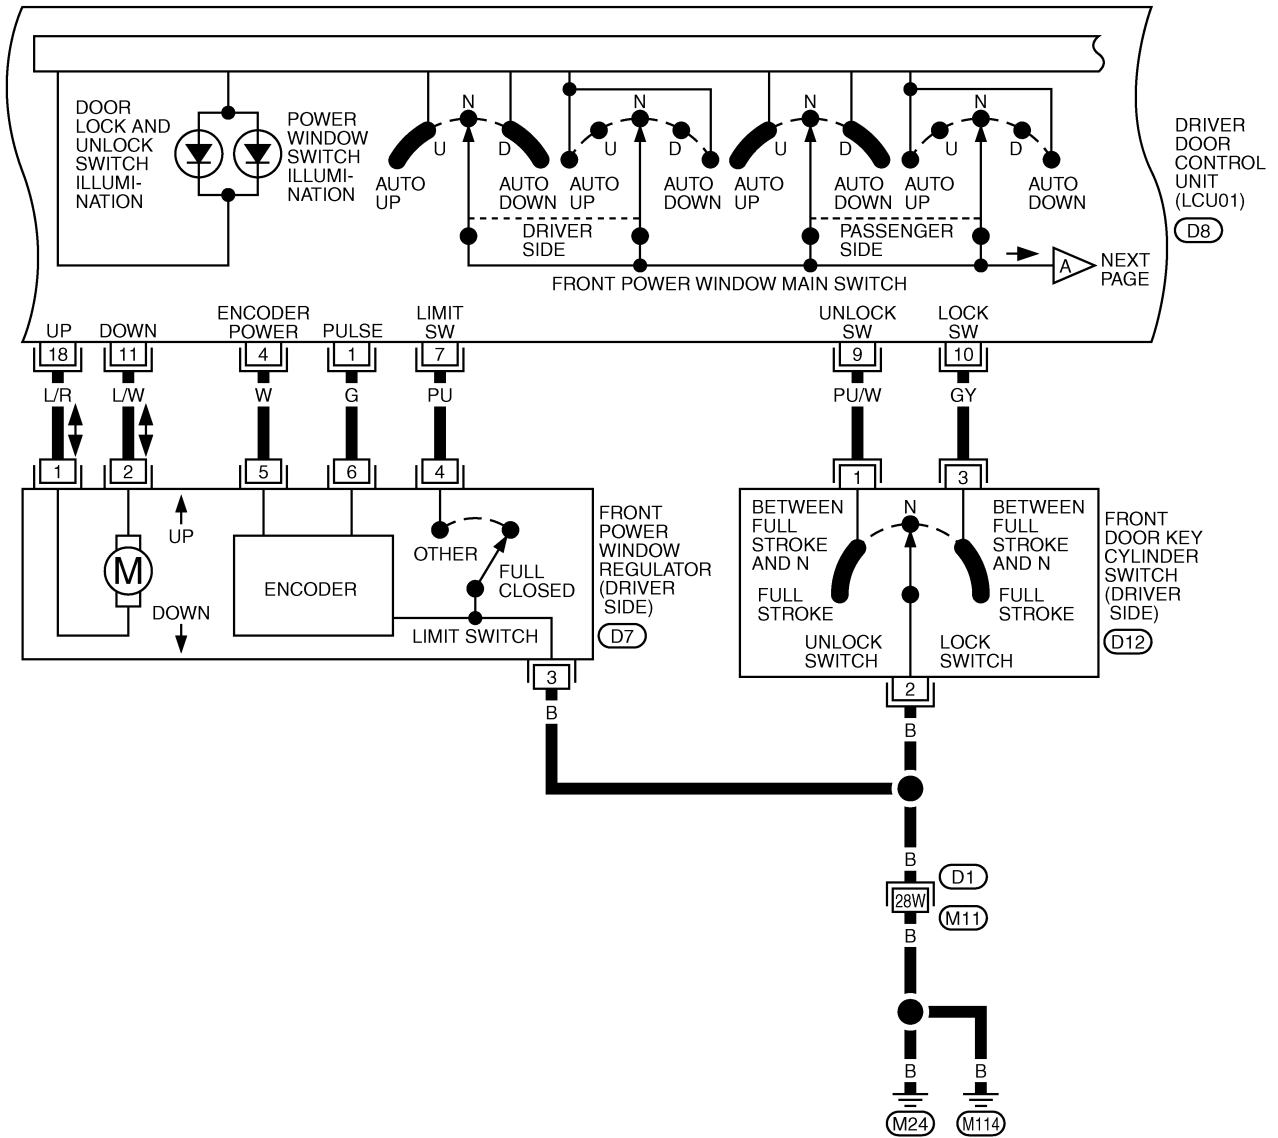 DOOR
LOCK AND
UNLOCK
SWITCH
ILLUMI-
NATION
POWER
WINDOW
SWITCH
ILLUMI-
NATION
N
U
D
AUTO
UP
AUTO
DOWN
N
U
D
AUTO
UP
AUTO
DOWN
DRIVER
SIDE
N
U
D
AUTO
UP
AUTO
DOWN
N
U
D
AUTO
UP
AUTO
DOWN
PASSENGER
SIDE
FRONT POWER WINDOW MAIN SWITCH
A
NEXT
PAGE
DRIVER
DOOR
CONTROL
UNIT
(LCU01)
D8
UP
DOWN
ENCODER
POWER
PULSE
LIMIT
SW
UNLOCK
SW
LOCK
SW
18
11
4
1
7
9
10
L/R
L/W
W
G
PU
PU/W
GY
1
2
5
6
4
1
3
UP
M
DOWN
ENCODER
OTHER
FULL
CLOSED
LIMIT SWITCH
FRONT
POWER
WINDOW
REGULATOR
(DRIVER
SIDE)
D7
BETWEEN
FULL
STROKE
AND N
FULL
STROKE
N
BETWEEN
FULL
STROKE
AND N
FULL
STROKE
UNLOCK
SWITCH
LOCK
SWITCH
FRONT
DOOR KEY
CYLINDER
SWITCH
(DRIVER
SIDE)
D12
3
B
2
B
B
D1
28W
M11
B
B
B
M24
M114